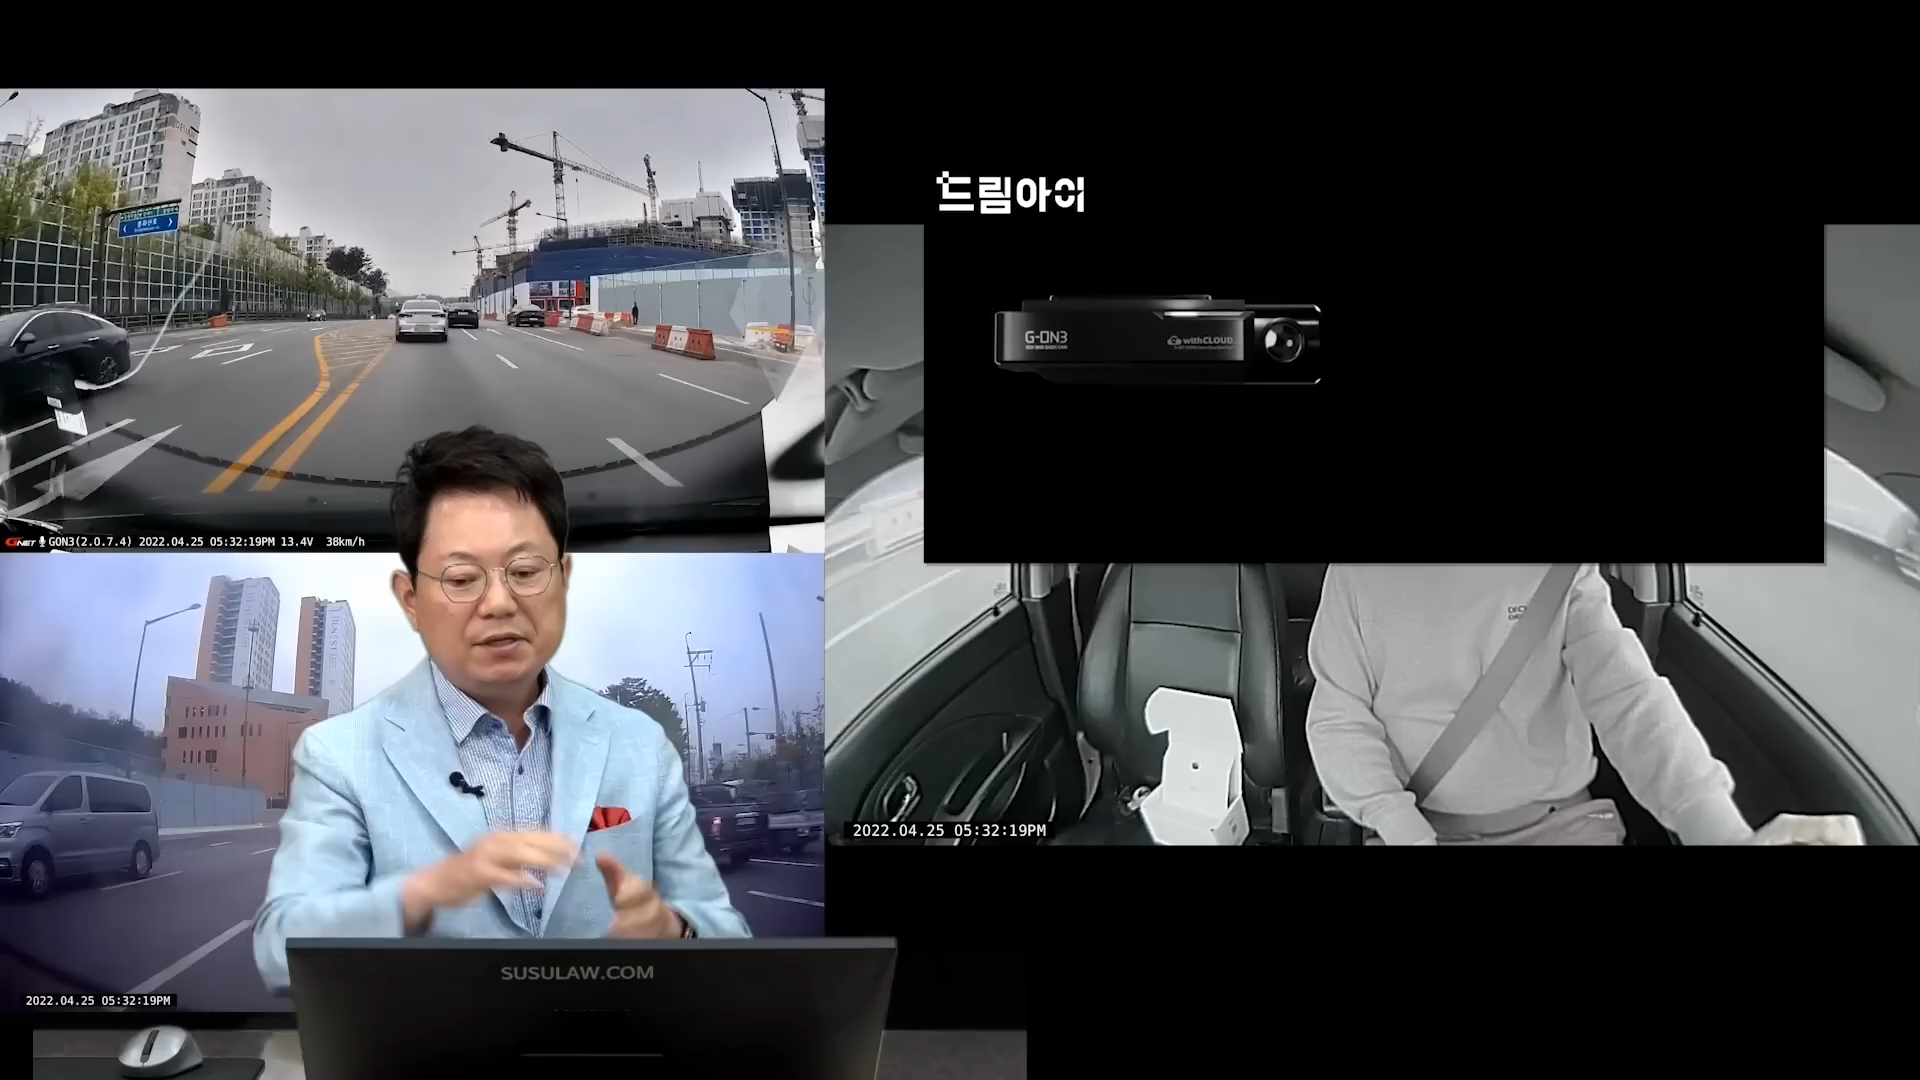 드림아이
G-ON3
withCLOUD
GNET GON3(2.0.7.4) 2022.04.25 05:32:19PM 13.4V 38km/h
2022.04.25 05:32:19PM
2022.04.25 05:32:19PM
SUSULAW.COM